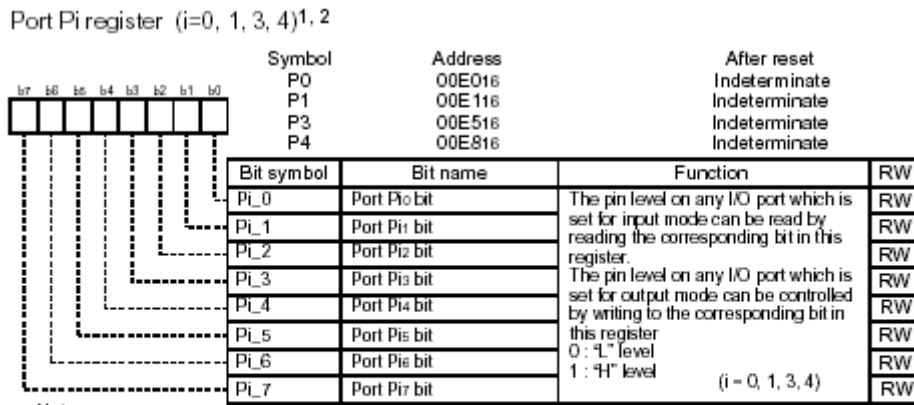 Port Pi register (i=0, 1, 3, 4)1, 2
Symbol Address After reset
P0 00E016 Indeterminate
P1 00E116 Indeterminate
P3 00E516 Indeterminate
P4 00E816 Indeterminate
b7 b6 b5 b4 b3 b2 b1 b0
Bit symbol Bit name Function RW
Pi_0 Port Pi0 bit RW
Pi_1 Port Pi1 bit RW
Pi_2 Port Pi2 bit RW
Pi_3 Port Pi3 bit RW
Pi_4 Port Pi4 bit RW
Pi_5 Port Pi5 bit RW
Pi_6 Port Pi6 bit RW
Pi_7 Port Pi7 bit RW
The pin level on any I/O port which is
set for input mode can be read by
reading the corresponding bit in this
register.
The pin level on any I/O port which is
set for output mode can be controlled
by writing to the corresponding bit in
this register
0 : "L" level
1 : "H" level
(i = 0, 1, 3, 4)